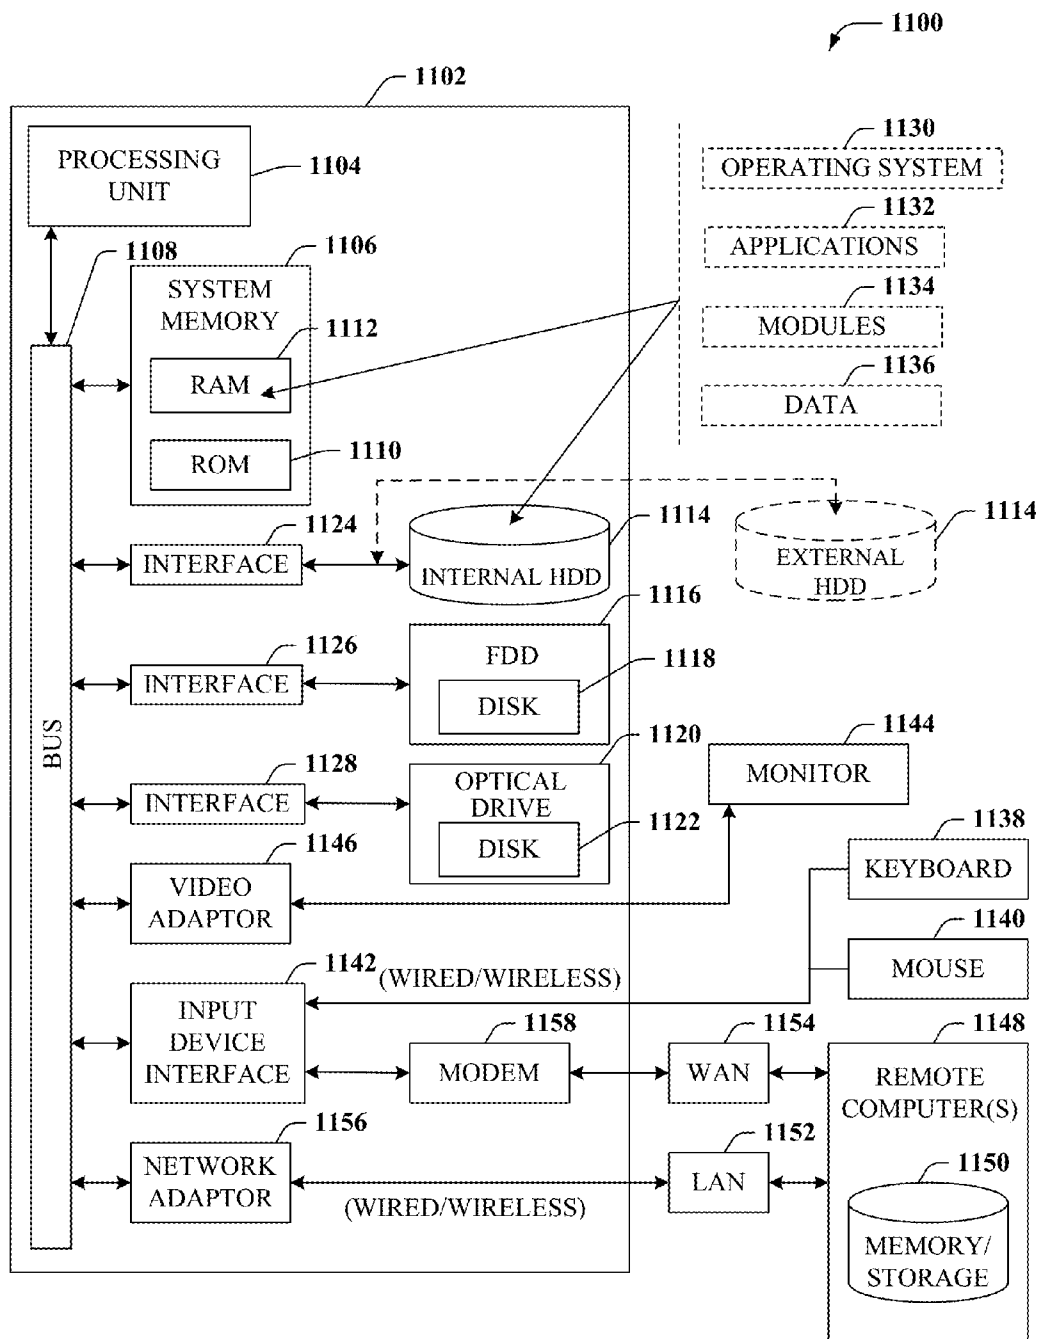 1100
1102
PROCESSING
UNIT
1104
1130
OPERATING SYSTEM
1108
1106
1132
APPLICATIONS
SYSTEM
MEMORY
1134
MODULES
1112
RAM
1136
DATA
1110
ROM
1124
INTERFACE
1114
INTERNAL HDD
1114
EXTERNAL
HDD
1116
FDD
1126
INTERFACE
1118
DISK
BUS
1120
OPTICAL
DRIVE
1144
MONITOR
1128
INTERFACE
1122
DISK
1138
KEYBOARD
1146
VIDEO
ADAPTOR
1140
MOUSE
1142
(WIRED/WIRELESS)
INPUT
DEVICE
INTERFACE
1158
MODEM
1154
WAN
1148
REMOTE
COMPUTER(S)
1156
NETWORK
ADAPTOR
(WIRED/WIRELESS)
1152
LAN
1150
MEMORY/
STORAGE